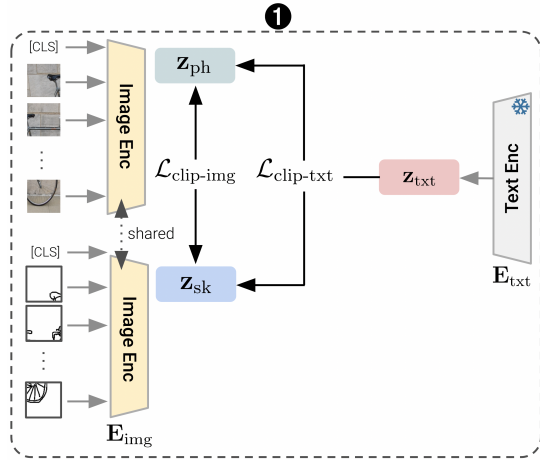 1
[CLS]
Image Enc
z_ph
L_clip-img
L_clip-txt
z_txt
Text Enc
E_txt
shared
[CLS]
Image Enc
z_sk
E_img